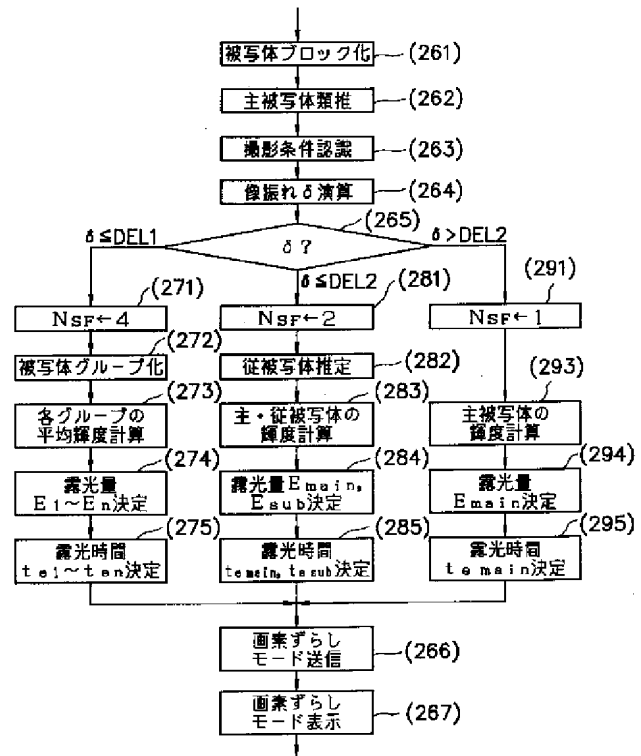 被写体ブロック化
(261)
主被写体類推
(262)
撮影条件認識
(263)
像振れδ演算
(264)
(265)
δ?
δ≦DEL1
δ≦DEL2
δ>DEL2
(271)
NSF←4
(272)
被写体グループ化
(273)
各グループの
平均輝度計算
(274)
露光量
E1~En決定
(275)
露光時間
te1~ten決定
(281)
NSF←2
従被写体推定
(282)
(283)
主・従被写体の
輝度計算
(284)
露光量Emain,
Esub決定
(285)
露光時間
temain,tesub決定
(291)
NSF←1
(293)
主被写体の
輝度計算
(294)
露光量
Emain決定
(295)
露光時間
temain決定
画素ずらし
モード送信
(266)
画素ずらし
モード表示
(267)